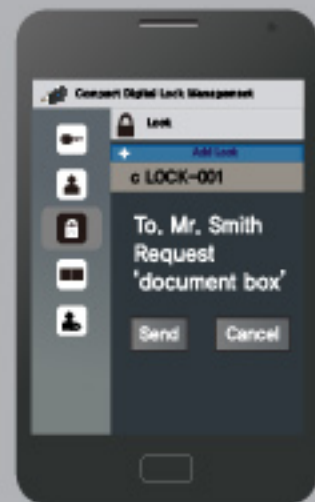 Compact Digital Lock Management
Lock
+ Add Lock
c LOCK-001
To. Mr. Smith
Request
'document box'
Send Cancel